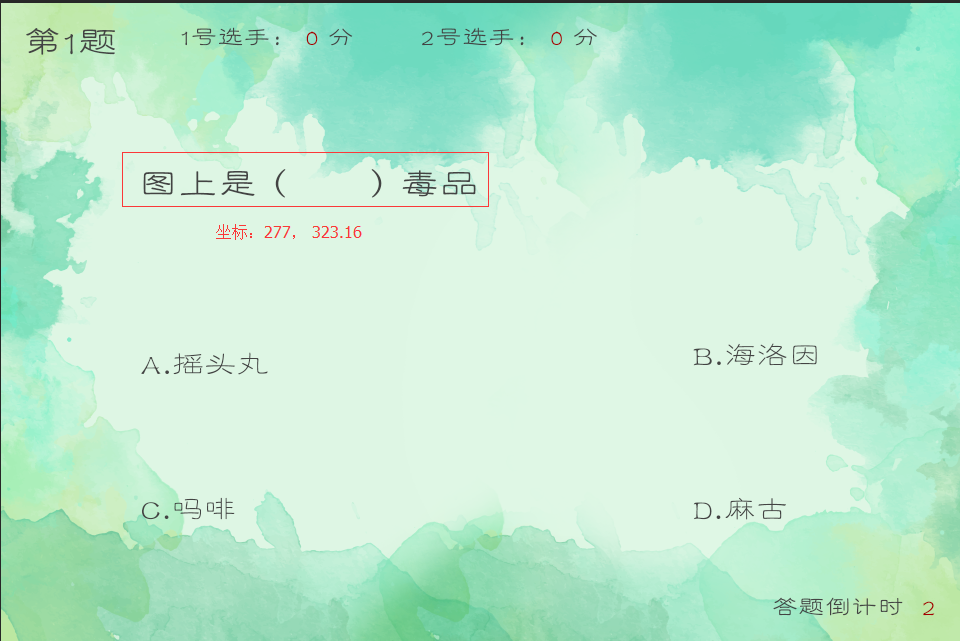 第1题 1号选手： 0 分 2号选手： 0 分
图上是（ ）毒品
坐标：277， 323.16
A.摇头丸 B.海洛因
C.吗啡 D.麻古
答题倒计时 2